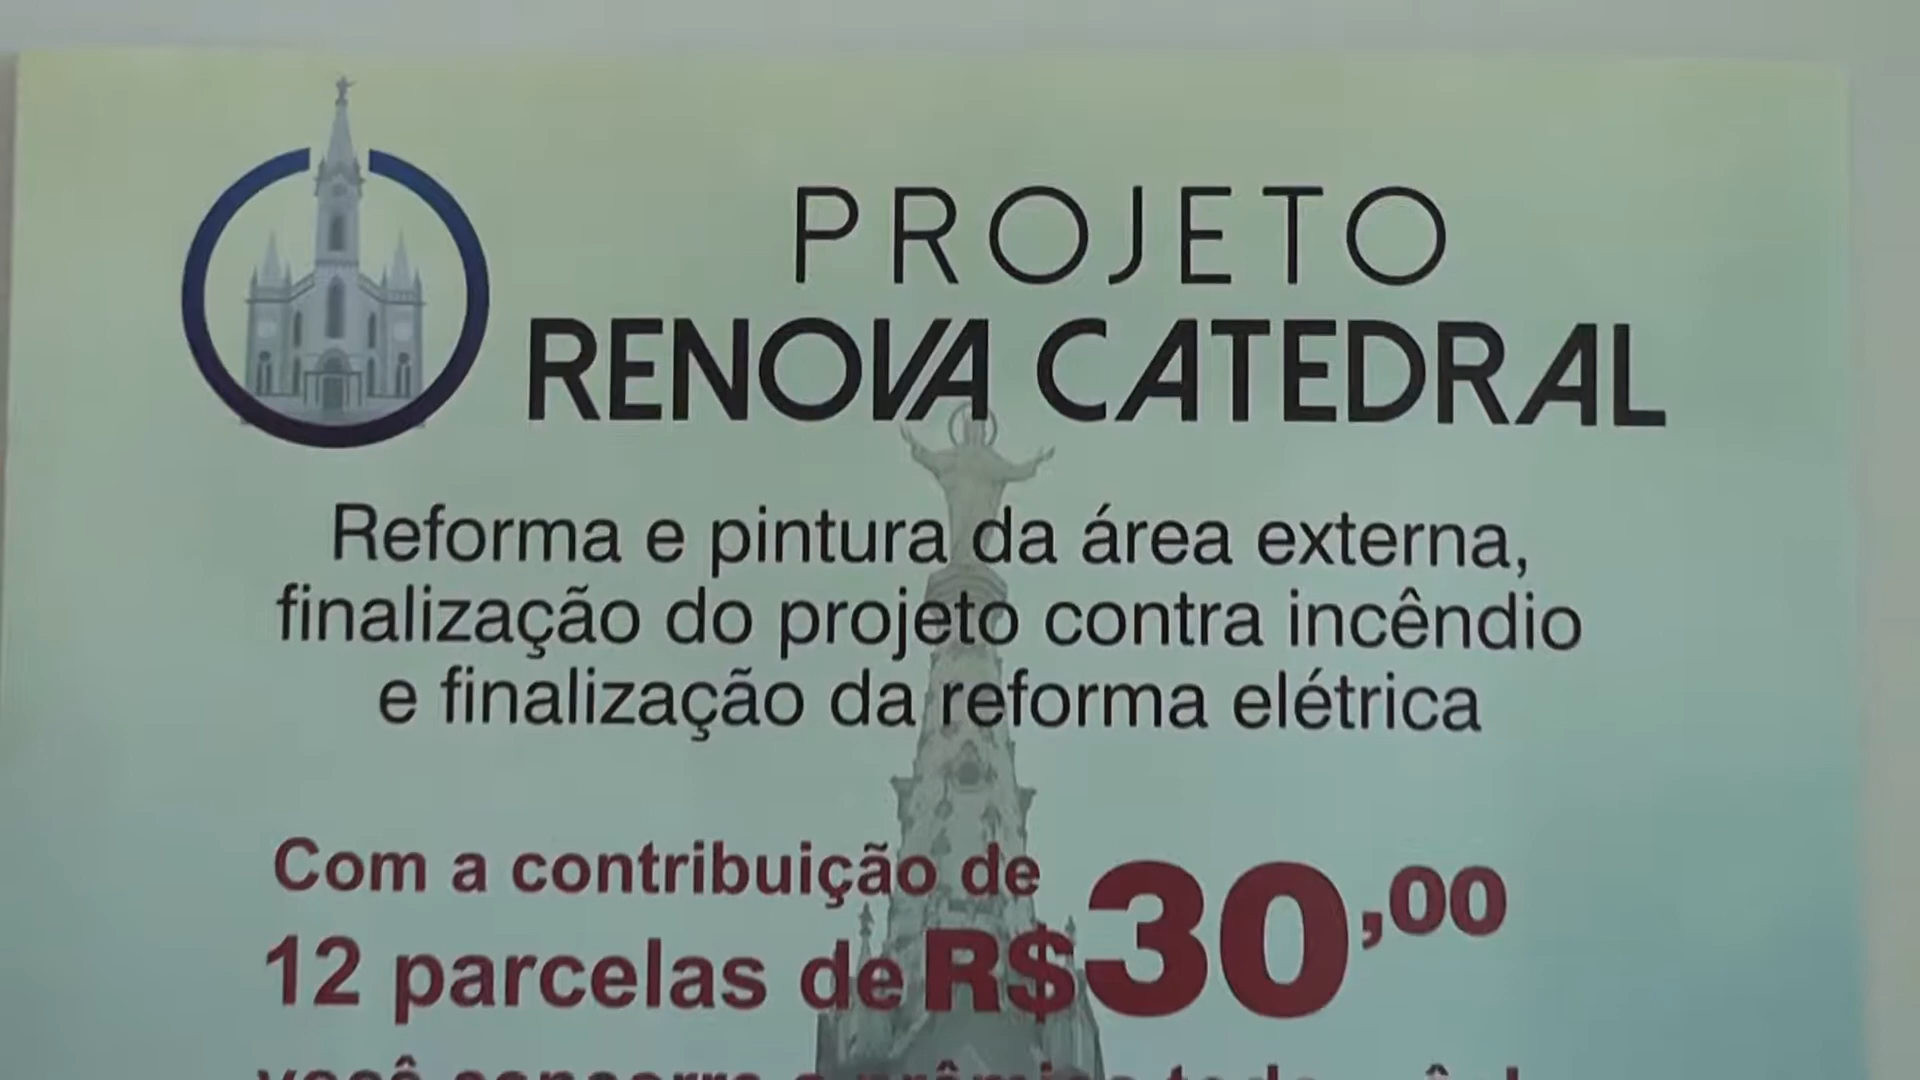 PROJETO
RENOVA CATEDRAL
Reforma e pintura da área externa,
finalização do projeto contra incêndio
e finalização da reforma elétrica
Com a contribuição de
12 parcelas de R$30,00